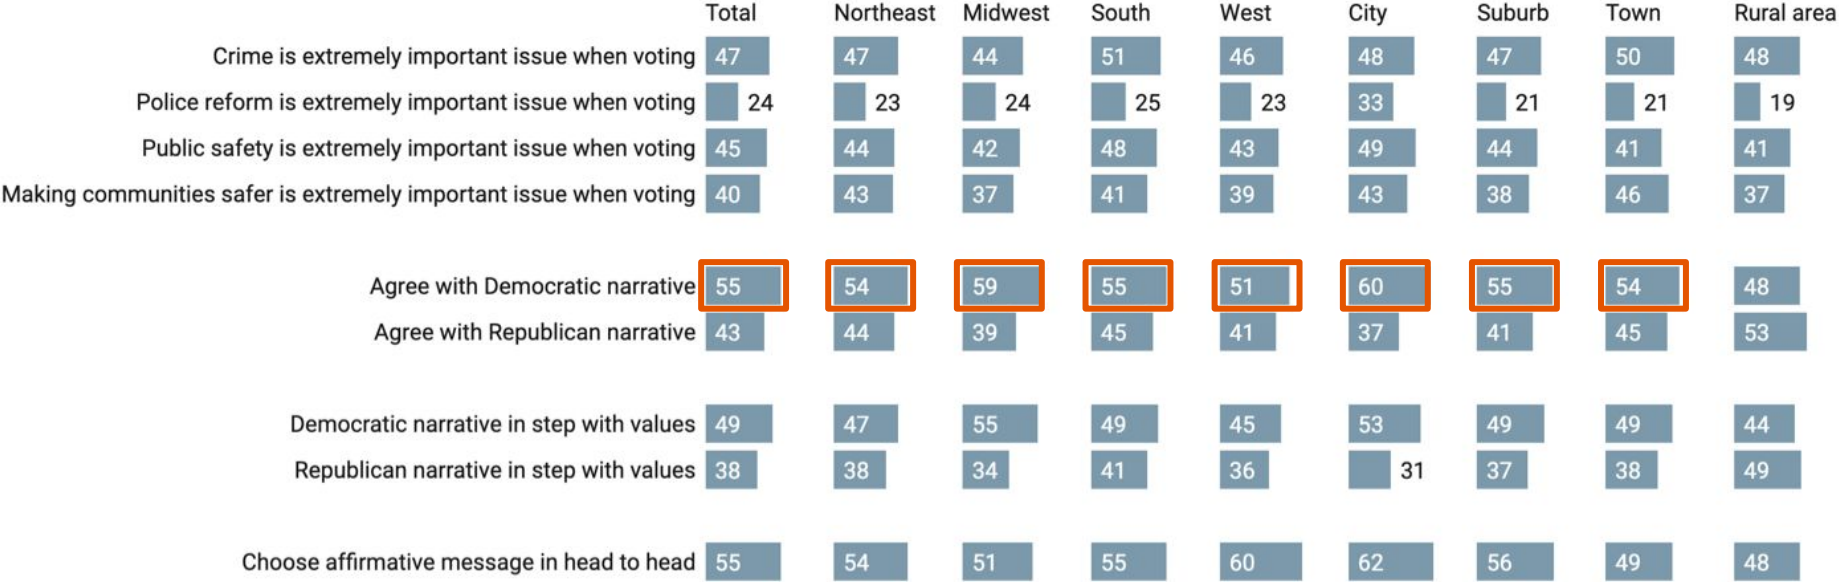 Total Northeast Midwest South West City Suburb Town Rural area
Crime is extremely important issue when voting 47 47 44 51 46 48 47 50 48
Police reform is extremely important issue when voting 24 23 24 25 23 33 21 21 19
Public safety is extremely important issue when voting 45 44 42 48 43 49 44 41 41
Making communities safer is extremely important issue when voting 40 43 37 41 39 43 38 46 37
Agree with Democratic narrative 55 54 59 55 51 60 55 54 48
Agree with Republican narrative 43 44 39 45 41 37 41 45 53
Democratic narrative in step with values 49 47 55 49 45 53 49 49 44
Republican narrative in step with values 38 38 34 41 36 31 37 38 49
Choose affirmative message in head to head 55 54 51 55 60 62 56 49 48